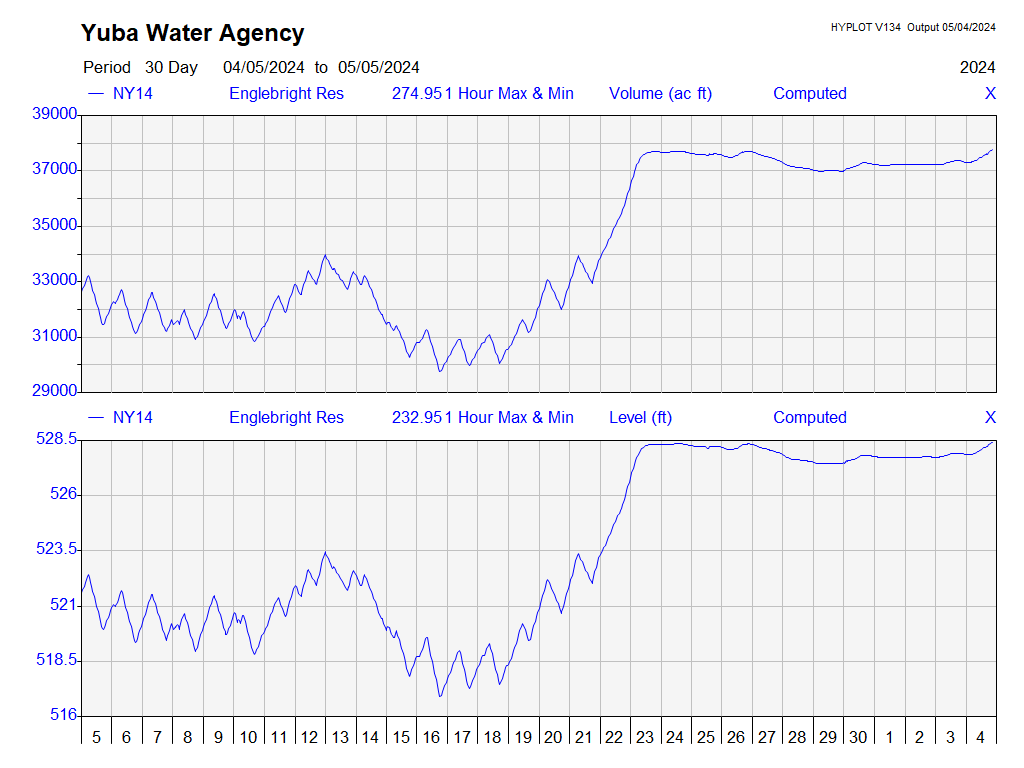 Yuba Water Agency
HYPLOT V134 Output 05/04/2024
Period 30 Day 04/05/2024 to 05/05/2024 2024
NY14 Englebright Res 274.951 Hour Max & Min Volume (ac ft) Computed X
39000
37000
35000
33000
31000
29000
NY14 Englebright Res 232.951 Hour Max & Min Level (ft) Computed X
528.5
526
523.5
521
518.5
516
5 6 7 8 9 10 11 12 13 14 15 16 17 18 19 20 21 22 23 24 25 26 27 28 29 30 1 2 3 4